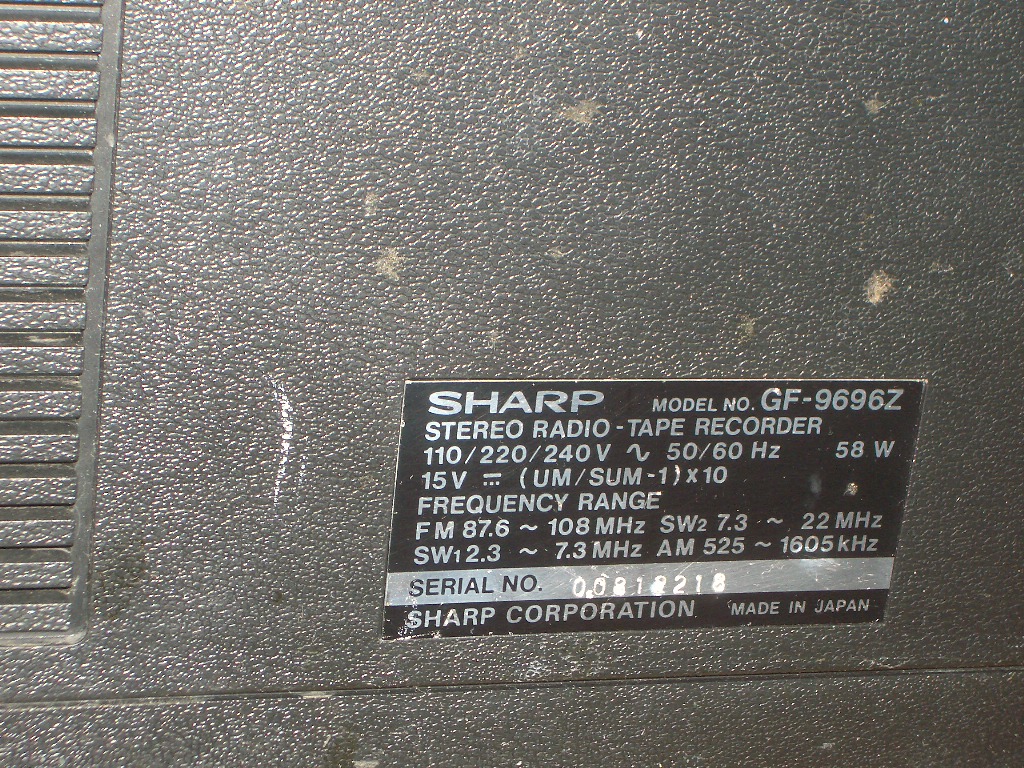 SHARP MODEL NO. GF-9696Z
STEREO RADIO-TAPE RECORDER
110/220/240V ∿ 50/60 Hz 58 W
15V ⎓ (UM/SUM-1)x10
FREQUENCY RANGE
FM 87.6 ~ 108 MHz SW2 7.3 ~ 22 MHz
SW1 2.3 ~ 7.3 MHz AM 525 ~ 1605 kHz
SERIAL NO. 00818218
SHARP CORPORATION MADE IN JAPAN